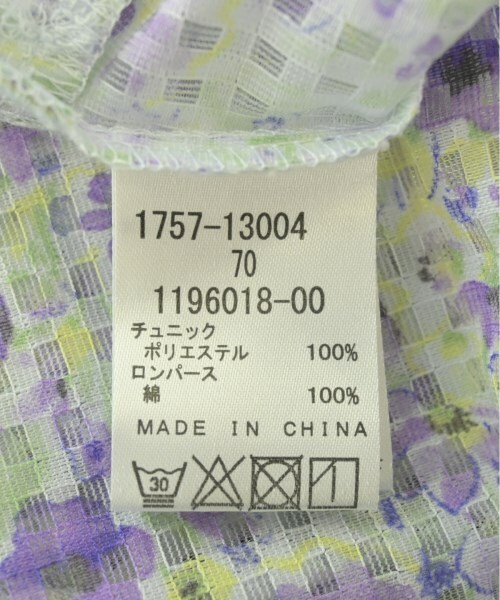 1757-13004
70
1196018-00
チュニック
ポリエステル 100%
ロンパース
綿 100%
MADE IN CHINA
30